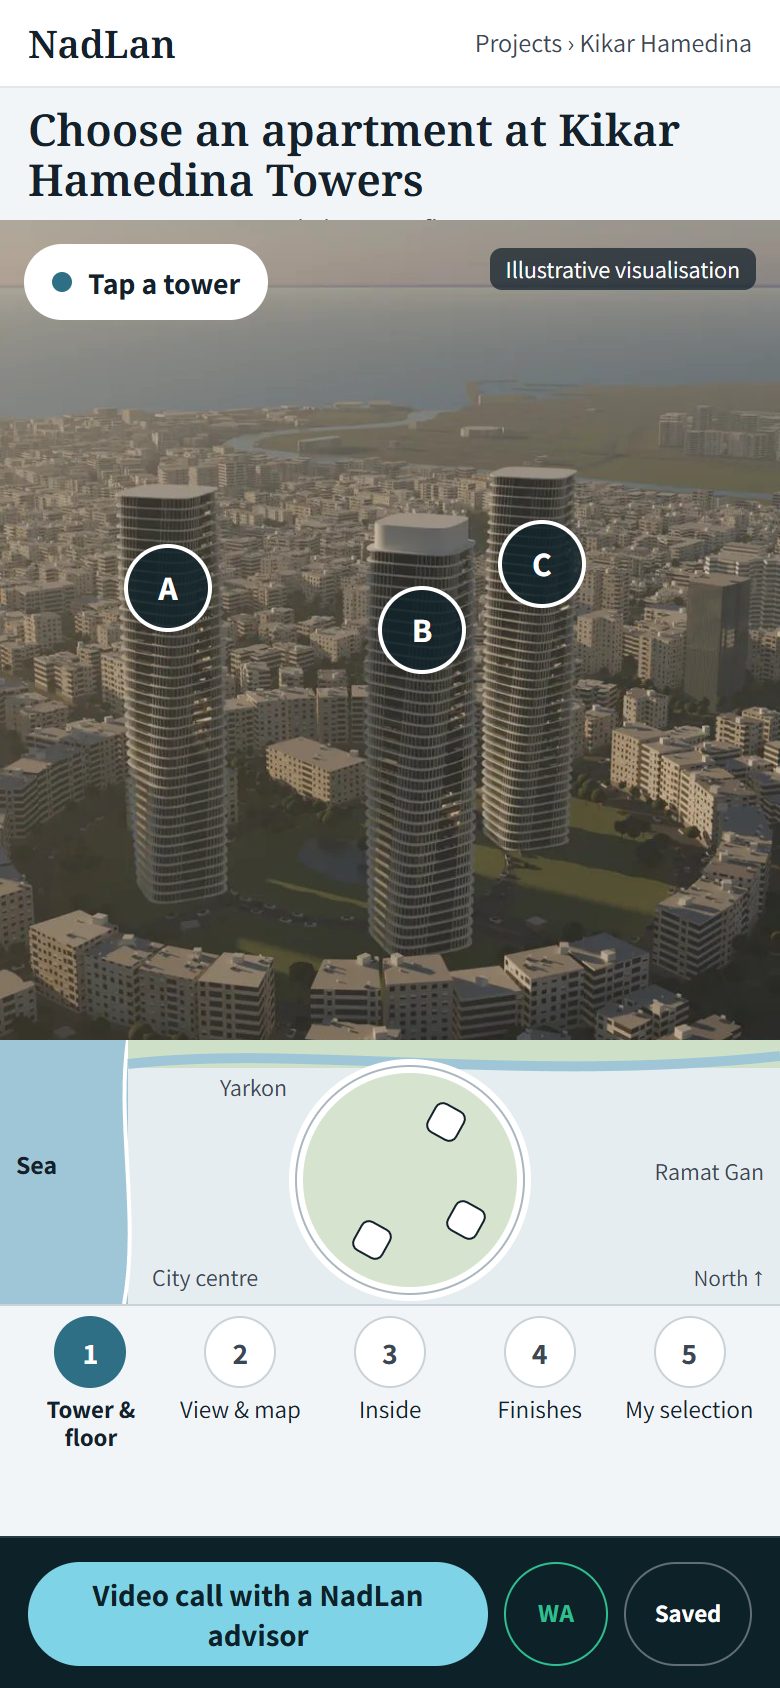 NadLan
Projects › Kikar Hamedina
Choose an apartment at Kikar
Hamedina Towers
Tap a tower
Illustrative visualisation
A
B
C
Yarkon
Sea
Ramat Gan
City centre
North ↑
1
2
3
4
5
Tower &
floor
View & map
Inside
Finishes
My selection
Video call with a NadLan
advisor
WA
Saved